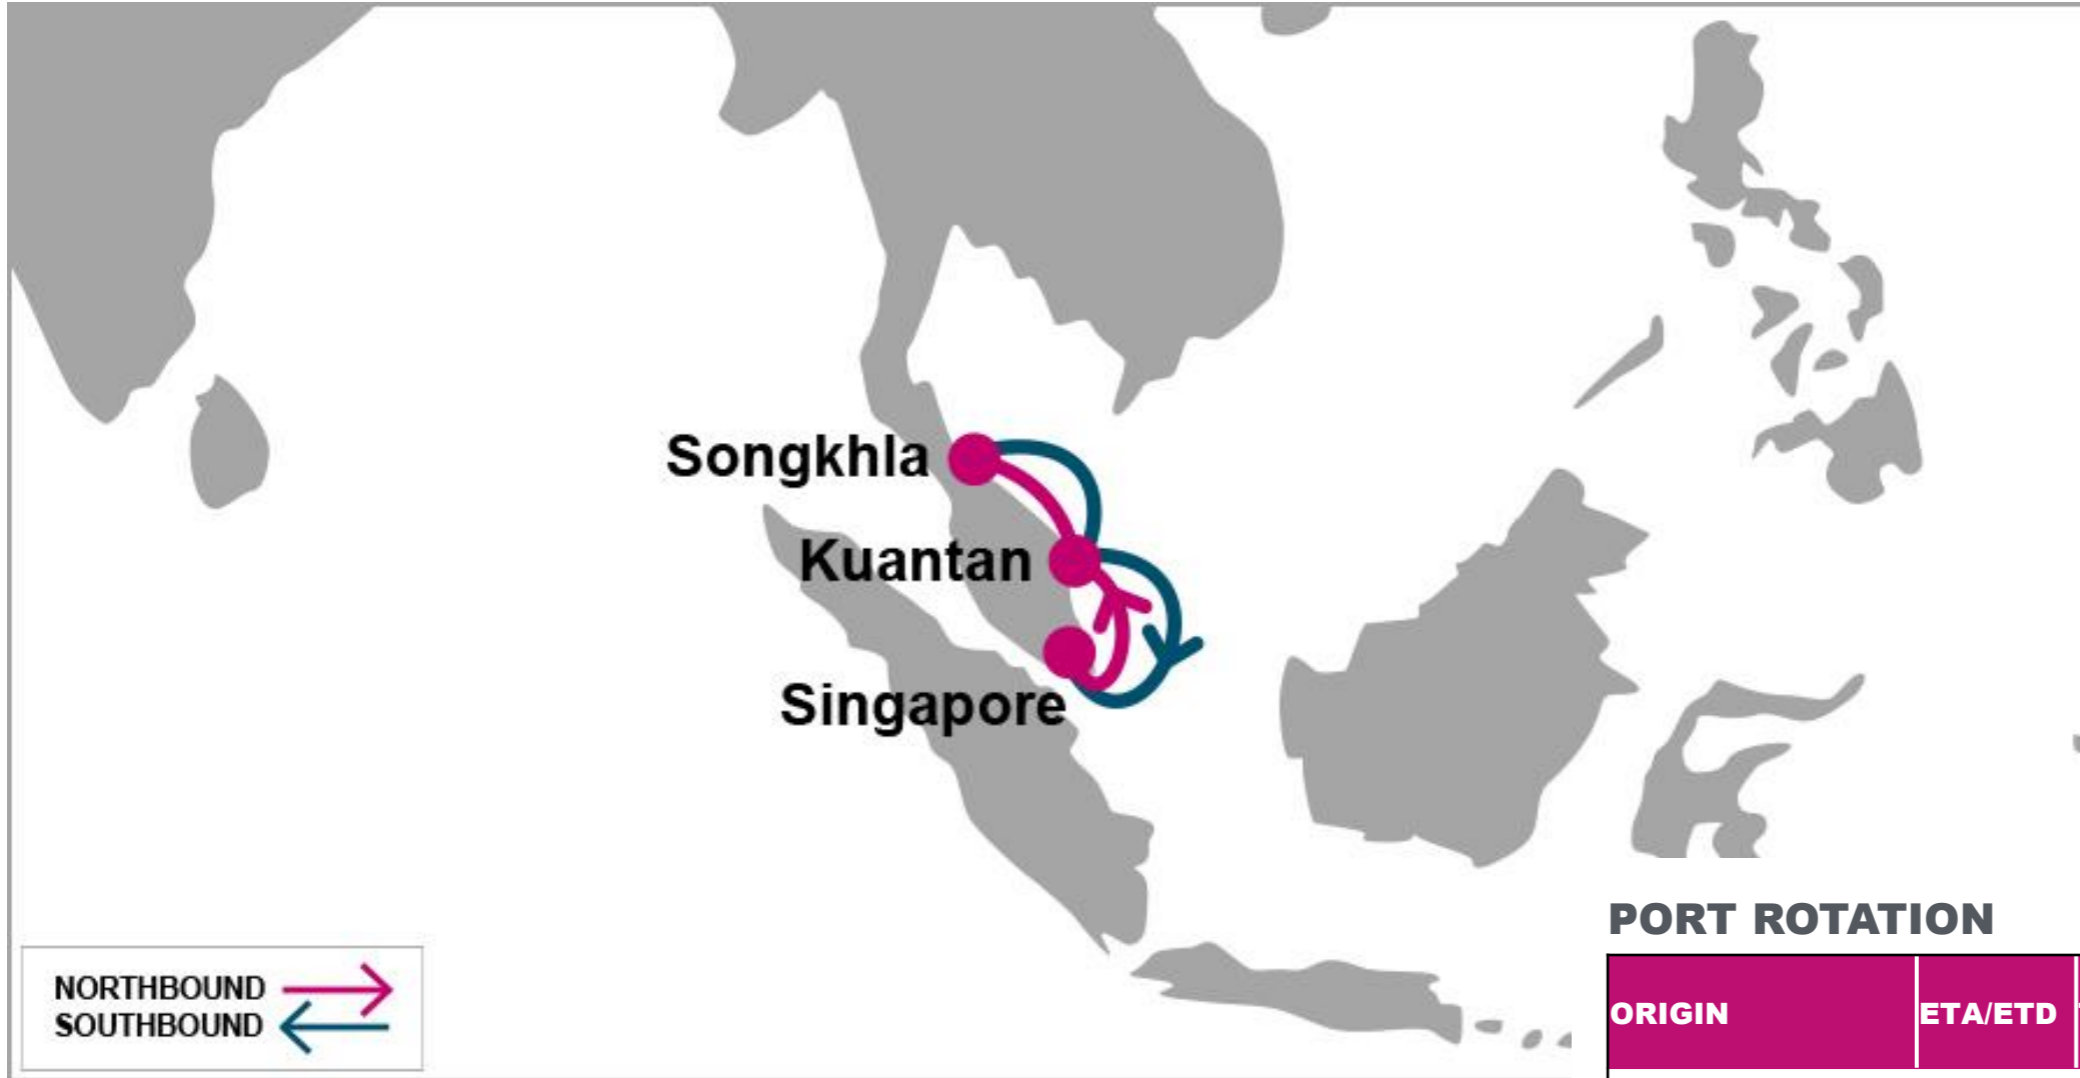 Songkhla
Kuantan
Singapore
NORTHBOUND
SOUTHBOUND
PORT ROTATION
ORIGIN ETA/ETD